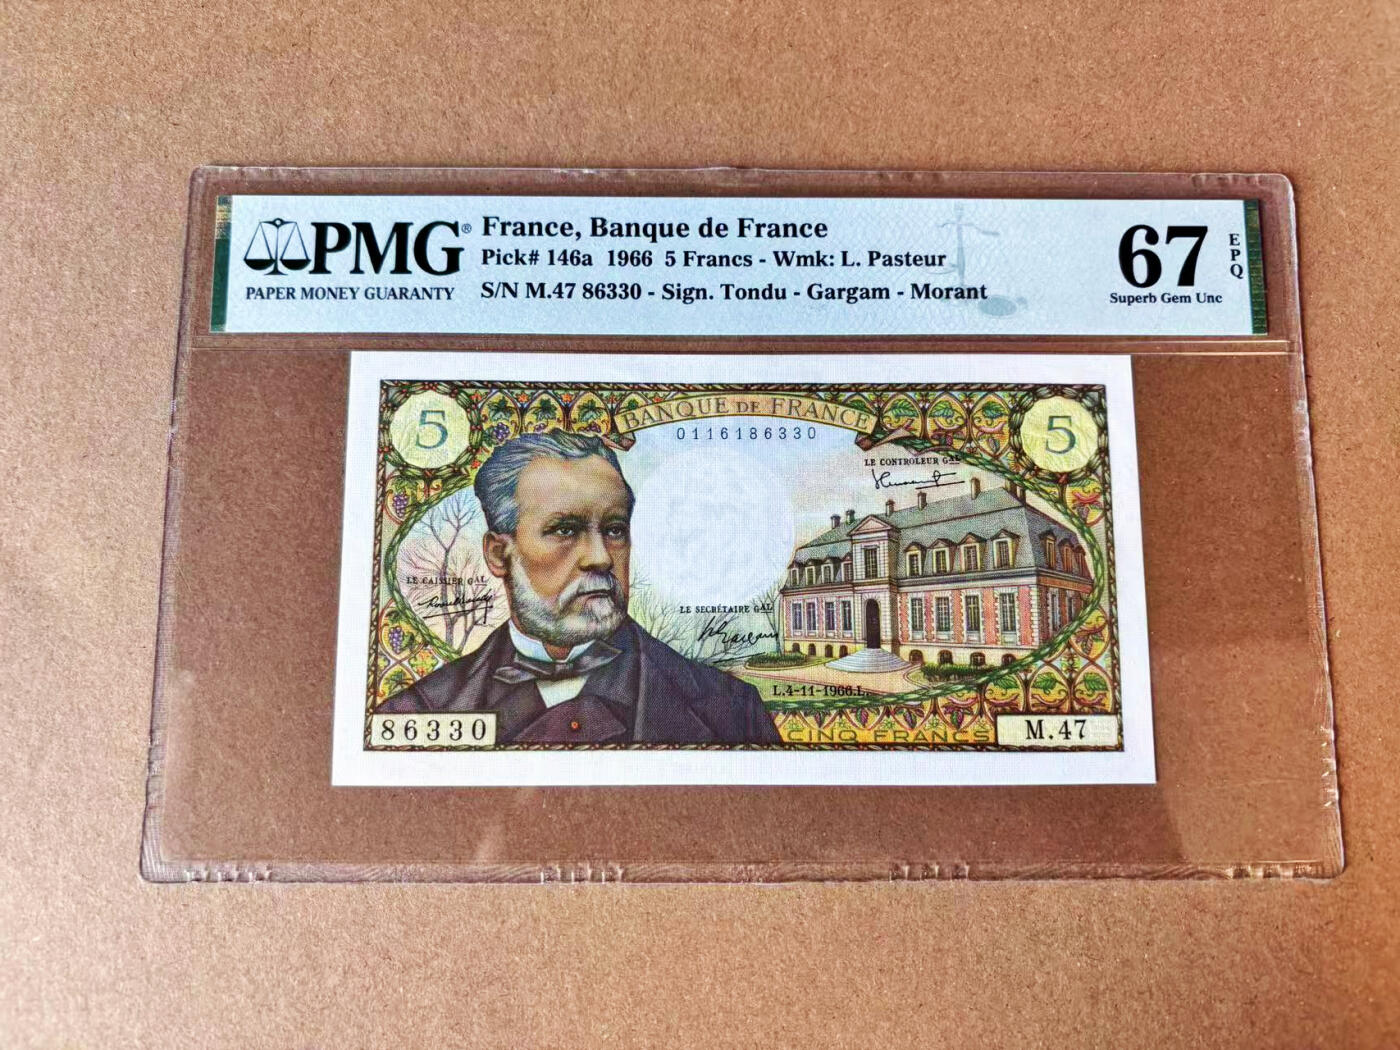 PMG®
PAPER MONEY GUARANTY
France, Banque de France
Pick# 146a 1966 5 Francs - Wmk: L. Pasteur
S/N M.47 86330 - Sign. Tondu - Gargam - Morant
67
EPQ
Superb Gem Unc
5
BANQUE DE FRANCE
5
0116186330
LE CONTROLEUR GAL
LE CAISSIER GAL
LE SECRÉTAIRE GAL
L.4-11-1966.L.
86330
CINQ FRANCS
M.47